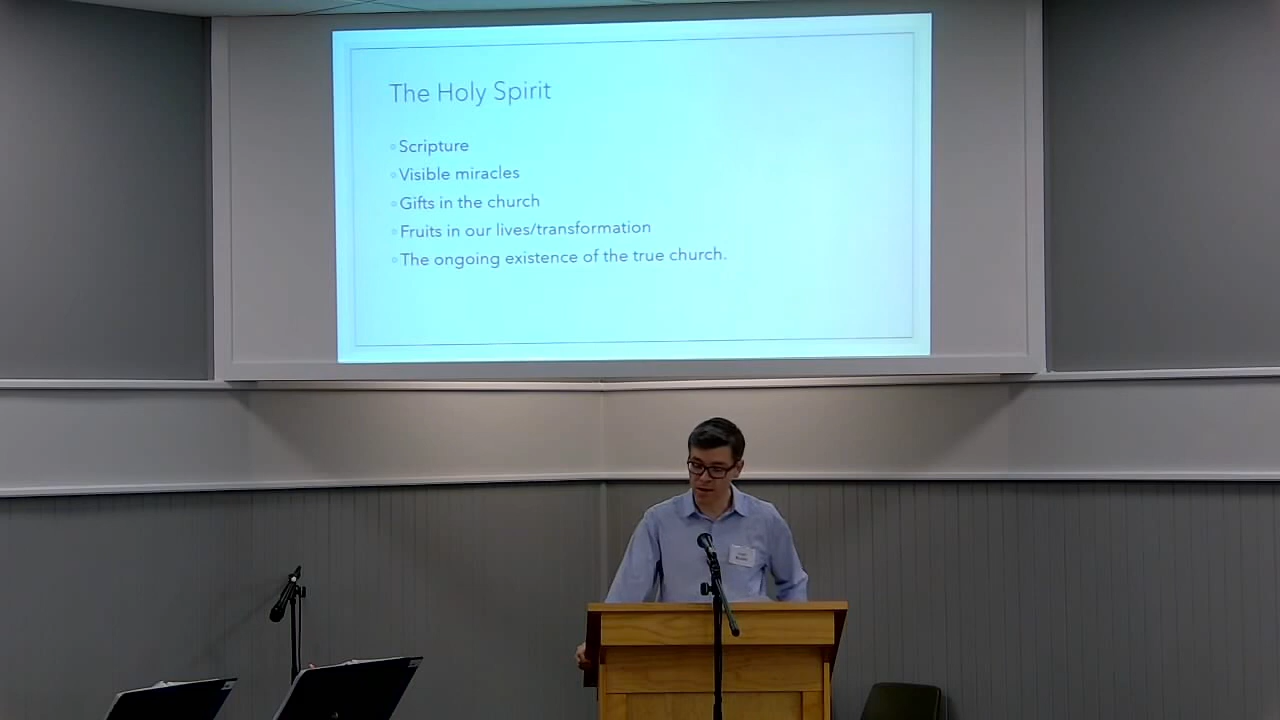 The Holy Spirit
◦ Scripture
◦ Visible miracles
◦ Gifts in the church
◦ Fruits in our lives/transformation
◦ The ongoing existence of the true church.